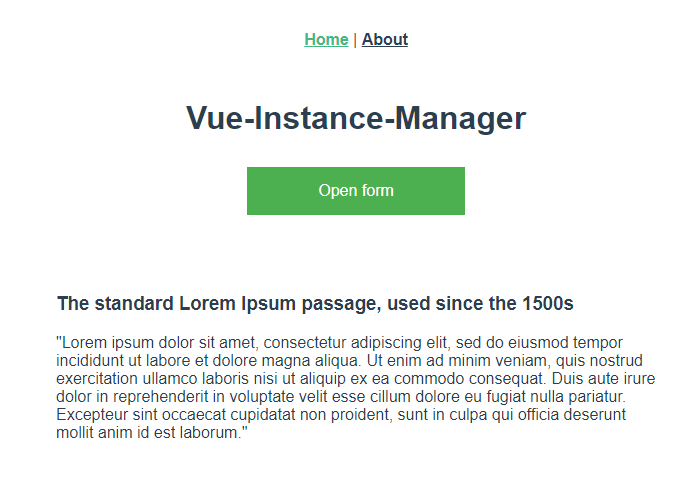 Home | About
Vue-Instance-Manager
Open form
The standard Lorem Ipsum passage, used since the 1500s
"Lorem ipsum dolor sit amet, consectetur adipiscing elit, sed do eiusmod tempor
incididunt ut labore et dolore magna aliqua. Ut enim ad minim veniam, quis nostrud
exercitation ullamco laboris nisi ut aliquip ex ea commodo consequat. Duis aute irure
dolor in reprehenderit in voluptate velit esse cillum dolore eu fugiat nulla pariatur.
Excepteur sint occaecat cupidatat non proident, sunt in culpa qui officia deserunt
mollit anim id est laborum."